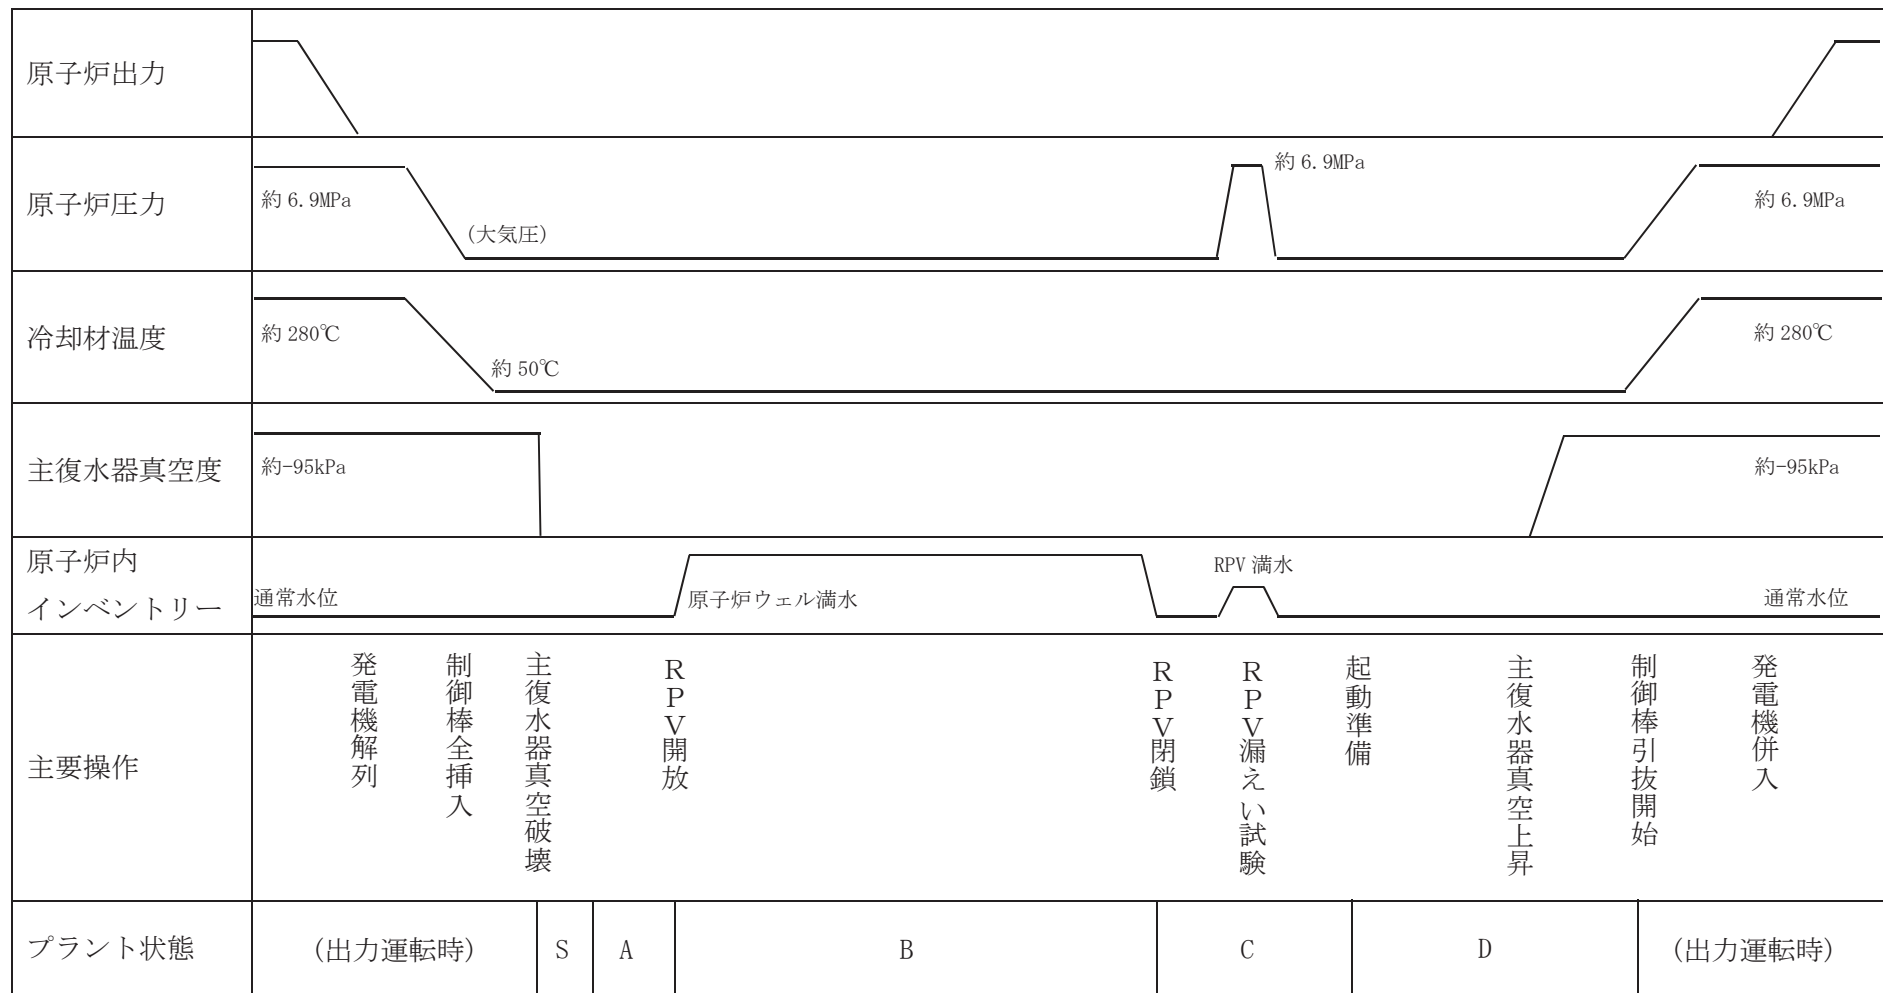 原子炉出力
原子炉圧力
約 6.9MPa
(大気圧)
約 6.9MPa
約 6.9MPa
冷却材温度
約 280℃
約 50℃
約 280℃
主復水器真空度
約-95kPa
約-95kPa
原子炉内
インベントリー
通常水位
原子炉ウェル満水
RPV 満水
通常水位
主要操作
発電機解列
制御棒全挿入
主復水器真空破壊
ＲＰＶ開放
ＲＰＶ閉鎖
ＲＰＶ漏えい試験
起動準備
主復水器真空上昇
制御棒引抜開始
発電機併入
プラント状態
(出力運転時)
S
A
B
C
D
(出力運転時)